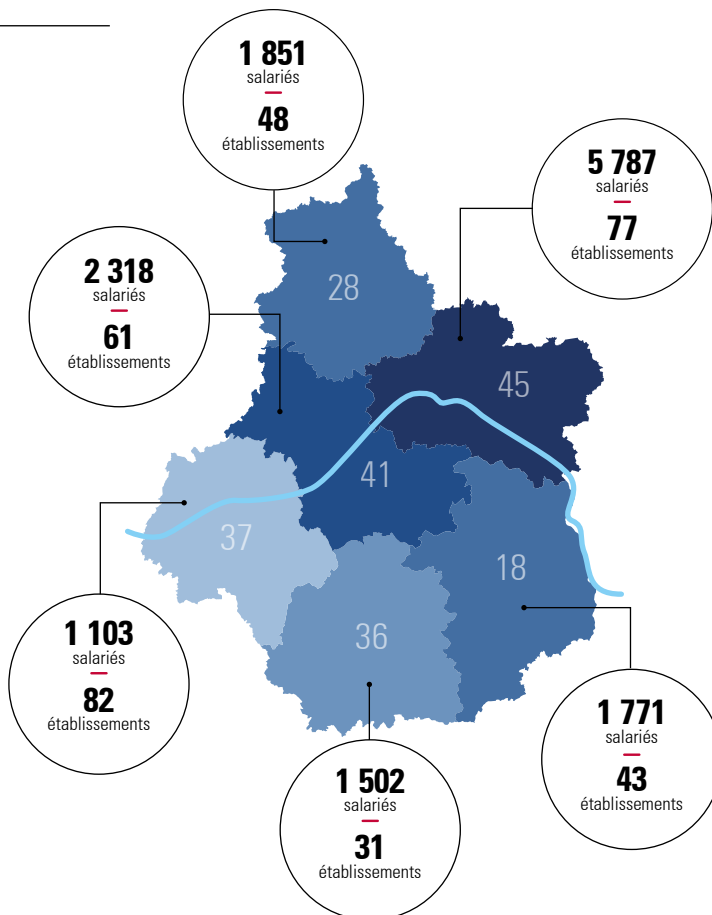 1 851
salariés
48
établissements
5 787
salariés
77
établissements
2 318
salariés
61
établissements
28
45
41
37
18
36
1 103
salariés
82
établissements
1 771
salariés
43
établissements
1 502
salariés
31
établissements